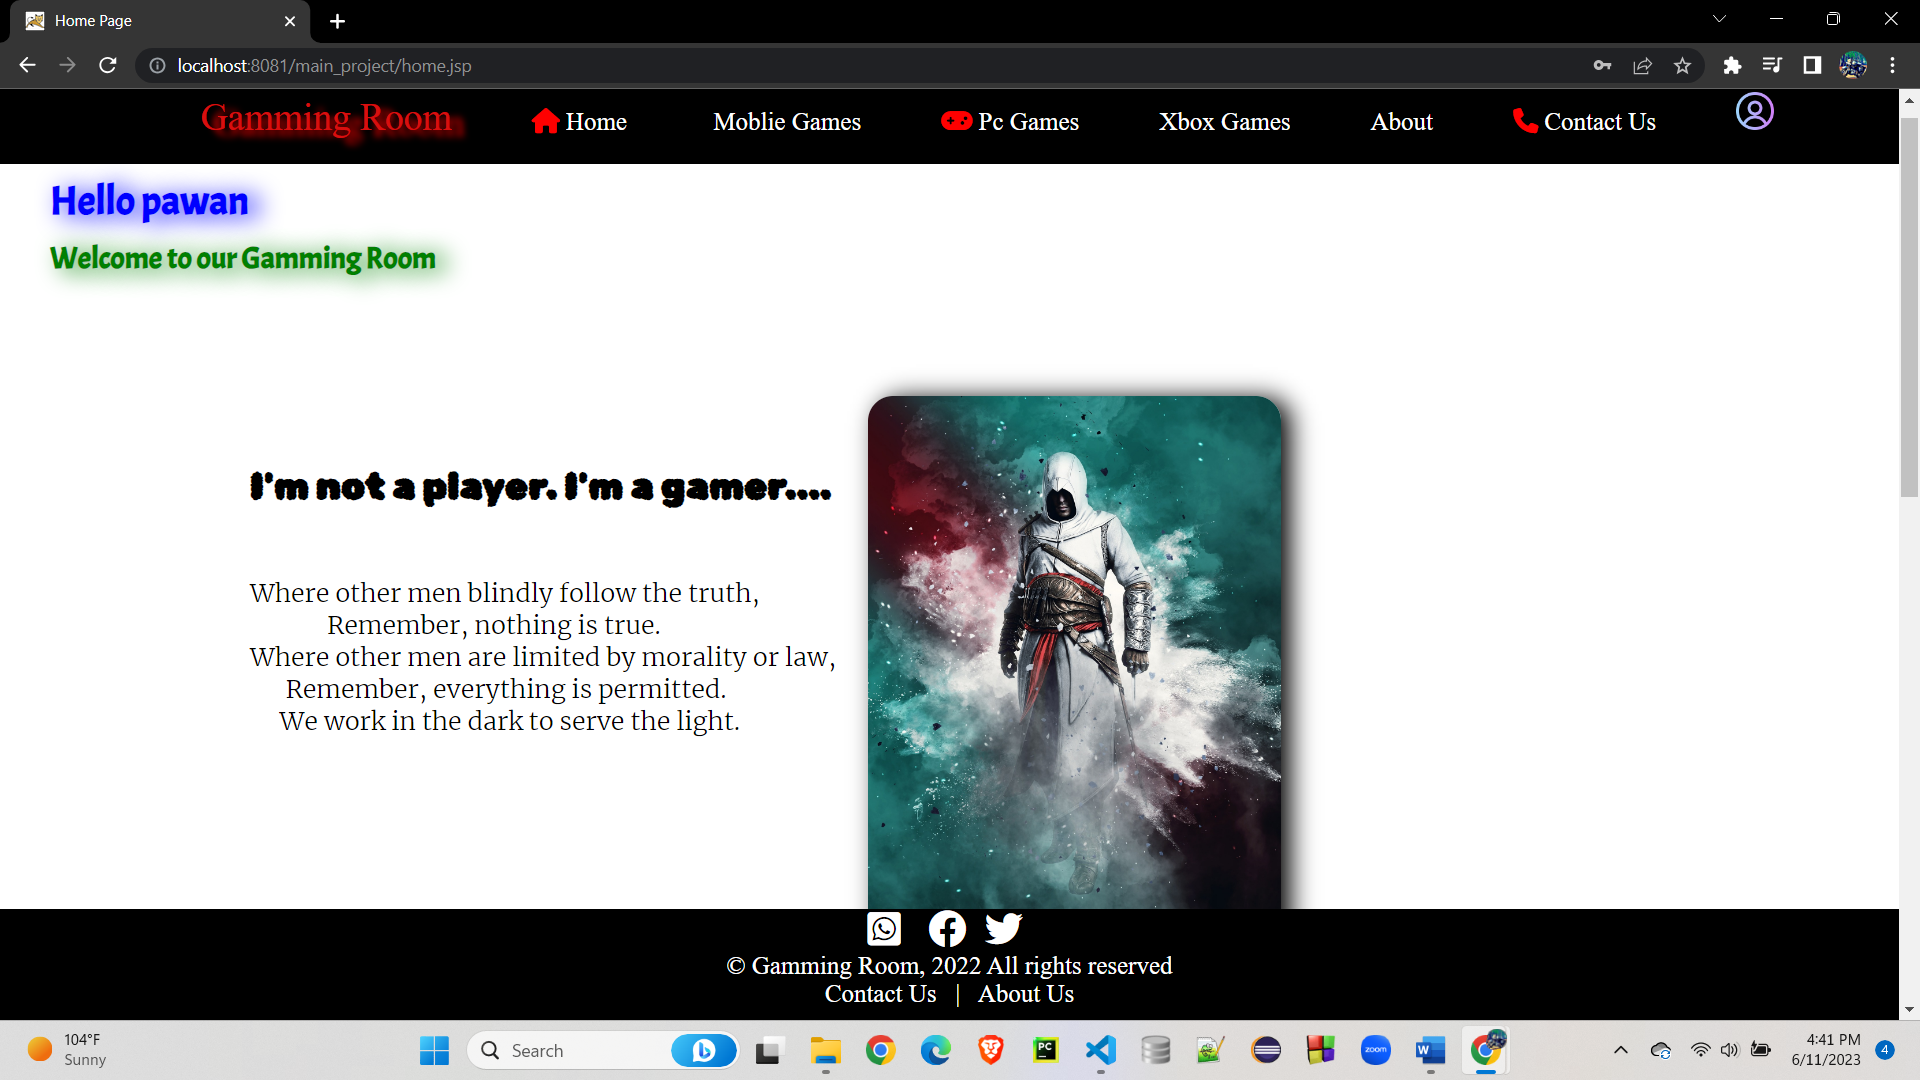 Home Page
localhost:8081/main_project/home.jsp
Gamming Room
Home
Moblie Games
Pc Games
Xbox Games
About
Contact Us
Hello pawan
Welcome to our Gamming Room
I'm not a player. I'm a gamer....
Where other men blindly follow the truth,
Remember, nothing is true.
Where other men are limited by morality or law,
Remember, everything is permitted.
We work in the dark to serve the light.
© Gamming Room, 2022 All rights reserved
Contact Us | About Us
104°F
Sunny
Search
PC
zoom
W
4:41 PM
6/11/2023
4